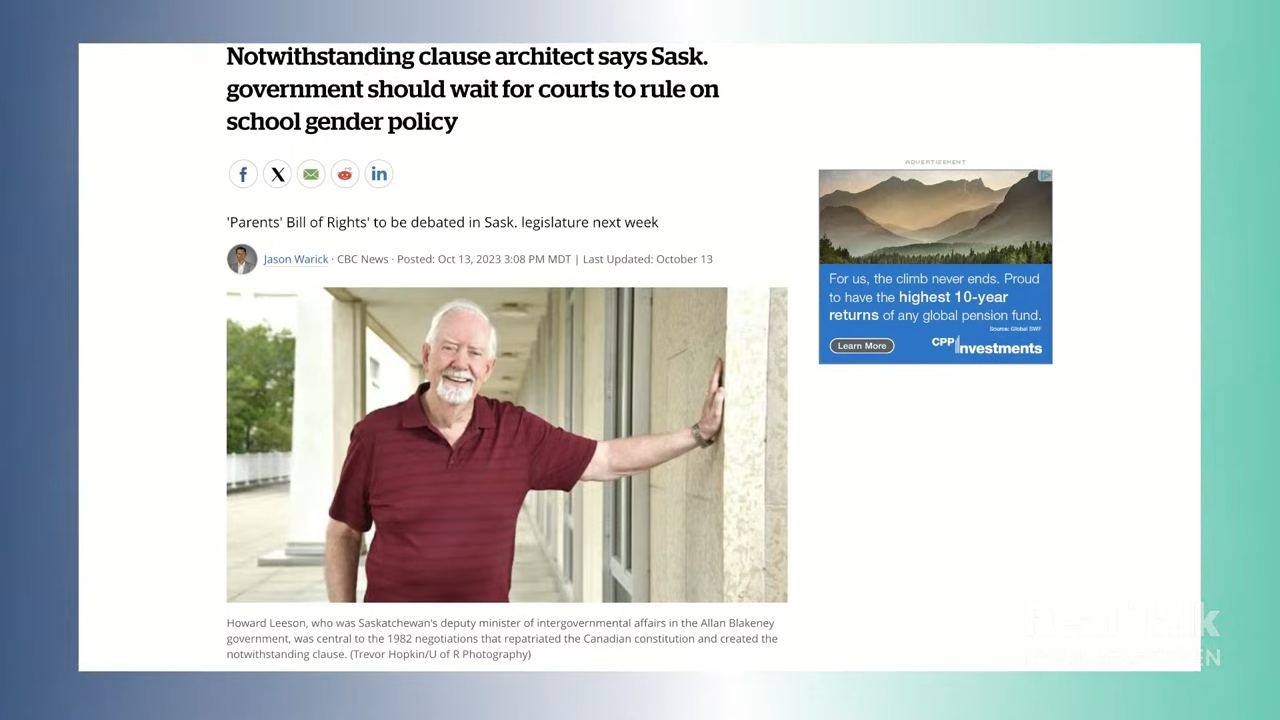 Notwithstanding clause architect says Sask.
government should wait for courts to rule on
school gender policy
'Parents' Bill of Rights' to be debated in Sask. legislature next week
Jason Warick · CBC News · Posted: Oct 13, 2023 3:08 PM MDT | Last Updated: October 13
ADVERTISEMENT
For us, the climb never ends. Proud
to have the highest 10-year
returns of any global pension fund.
Source: Global SWF
Learn More
CPP Investments
Howard Leeson, who was Saskatchewan's deputy minister of intergovernmental affairs in the Allan Blakeney
government, was central to the 1982 negotiations that repatriated the Canadian constitution and created the
notwithstanding clause. (Trevor Hopkin/U of R Photography)